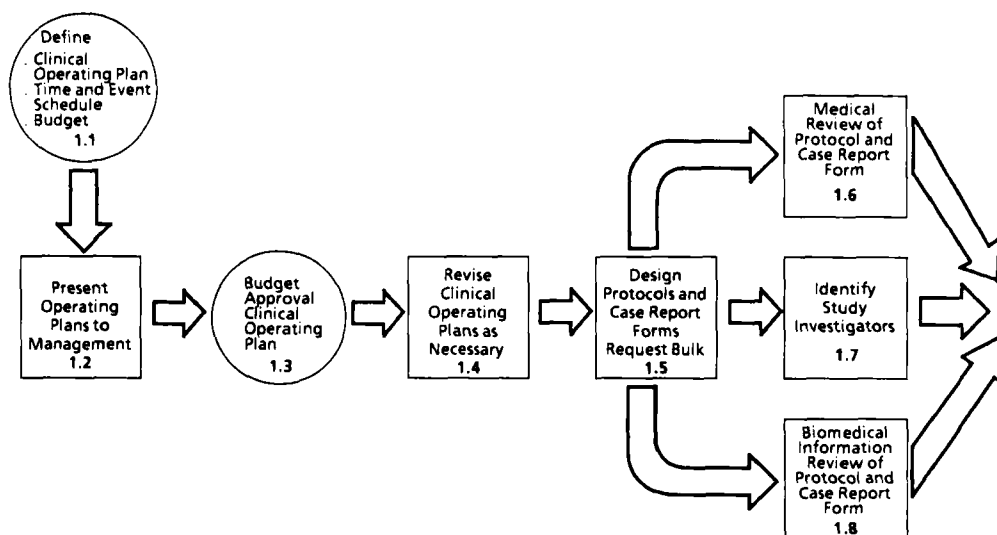 Define
. Clinical
Operating Plan
. Time and Event
Schedule
. Budget
1.1
Present
Operating
Plans to
Management
1.2
Budget
Approval
Clinical
Operating
Plan
1.3
Revise
Clinical
Operating
Plans as
Necessary
1.4
Design
Protocols and
Case Report
Forms
Request Bulk
1.5
Medical
Review of
Protocol and
Case Report
Form
1.6
Identify
Study
Investigators
1.7
Biomedical
Information
Review of
Protocol and
Case Report
Form
1.8